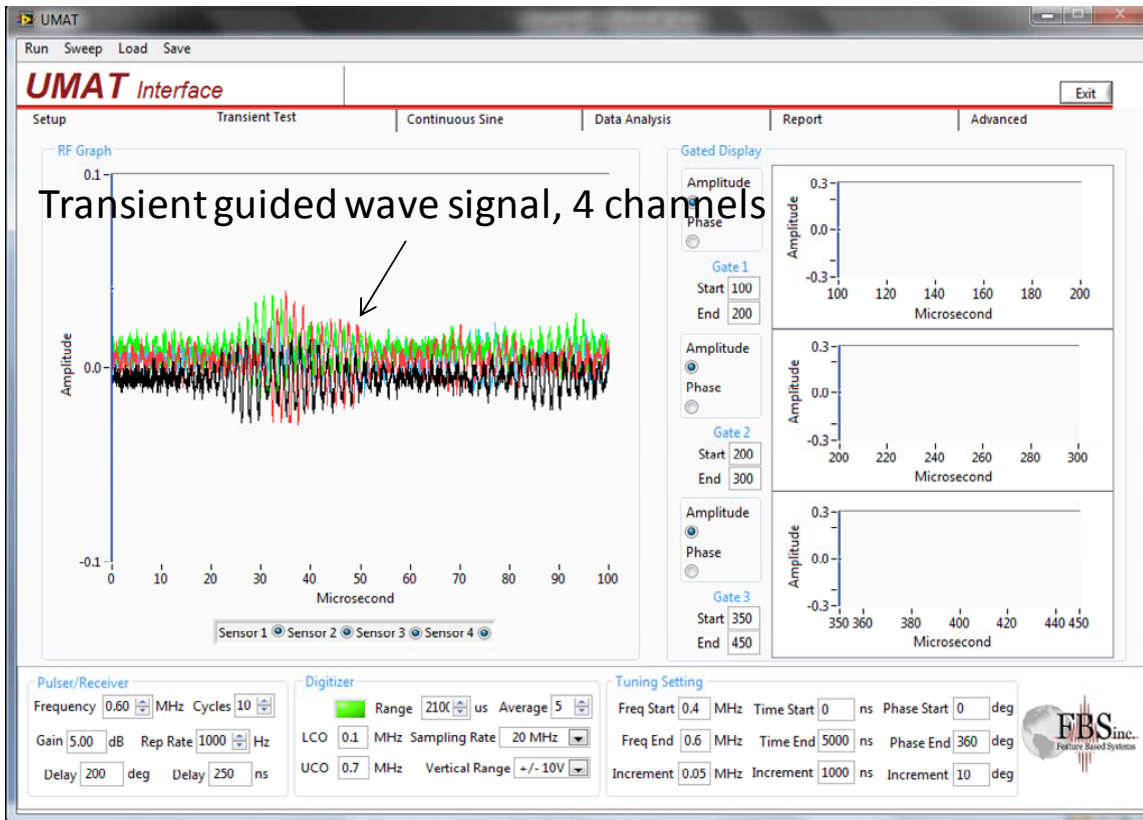 UMAT
Run Sweep Load Save
UMAT Interface
Exit
Setup Transient Test Continuous Sine Data Analysis Report Advanced
RF Graph
Transient guided wave signal, 4 channels
0.1
0.0
-0.1
Amplitude
0 10 20 30 40 50 60 70 80 90 100
Microsecond
Sensor 1 Sensor 2 Sensor 3 Sensor 4
Gated Display
Amplitude
Phase
Gate 1
Start 100
End 200
0.3
0.0
-0.3
Amplitude
100 120 140 160 180 200
Microsecond
Amplitude
Phase
Gate 2
Start 200
End 300
0.3
0.0
-0.3
Amplitude
200 220 240 260 280 300
Microsecond
Amplitude
Phase
Gate 3
Start 350
End 450
0.3
0.0
-0.3
Amplitude
350 360 380 400 420 440 450
Microsecond
Pulser/Receiver
Frequency 0.60 MHz Cycles 10
Gain 5.00 dB Rep Rate 1000 Hz
Delay 200 deg Delay 250 ns
Digitizer
Range us Average 5
LCO 0.1 MHz Sampling Rate 20 MHz
UCO 0.7 MHz Vertical Range +/- 10V
Tuning Setting
Freq Start 0.4 MHz Time Start 0 ns Phase Start 0 deg
Freq End 0.6 MHz Time End 5000 ns Phase End 360 deg
Increment 0.05 MHz Increment 1000 ns Increment 10 deg
FBS inc.
Feature Based Systems